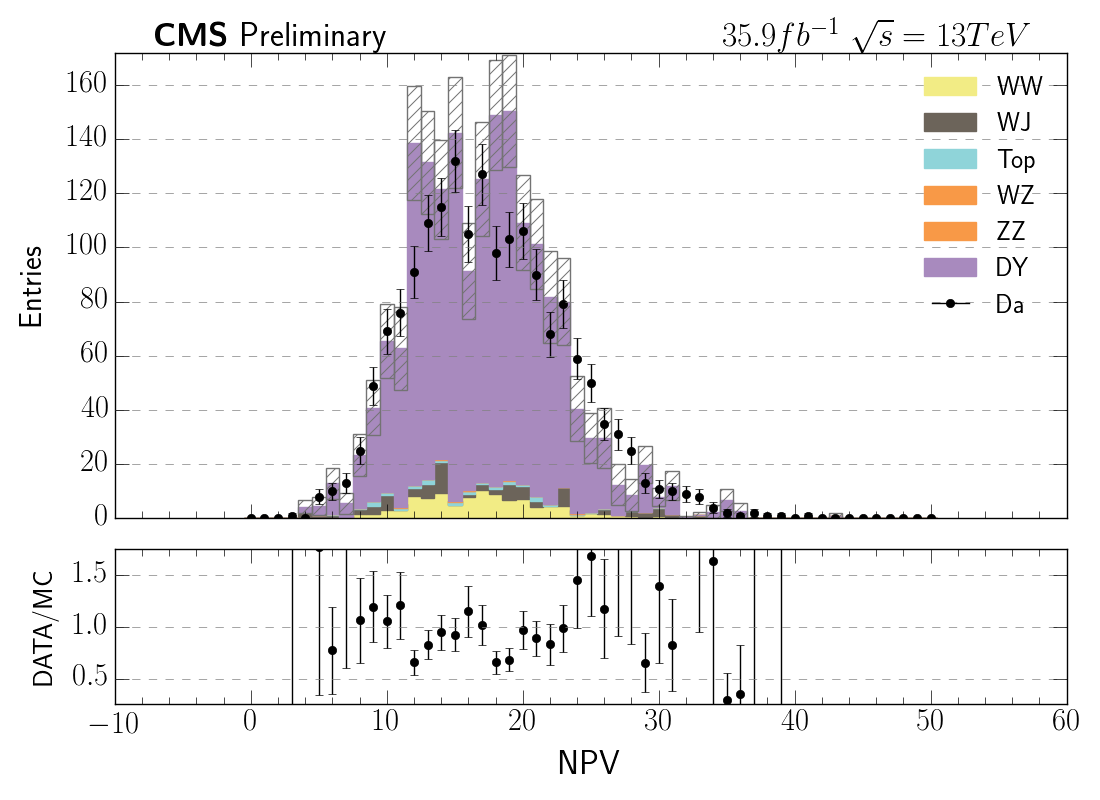 CMS Preliminary 35.9fb⁻¹ √s = 13TeV
Entries
160
140
120
100
80
60
40
20
0
WW
WJ
Top
WZ
ZZ
DY
Da
DATA/MC
1.5
1.0
0.5
−10 0 10 20 30 40 50 60
NPV